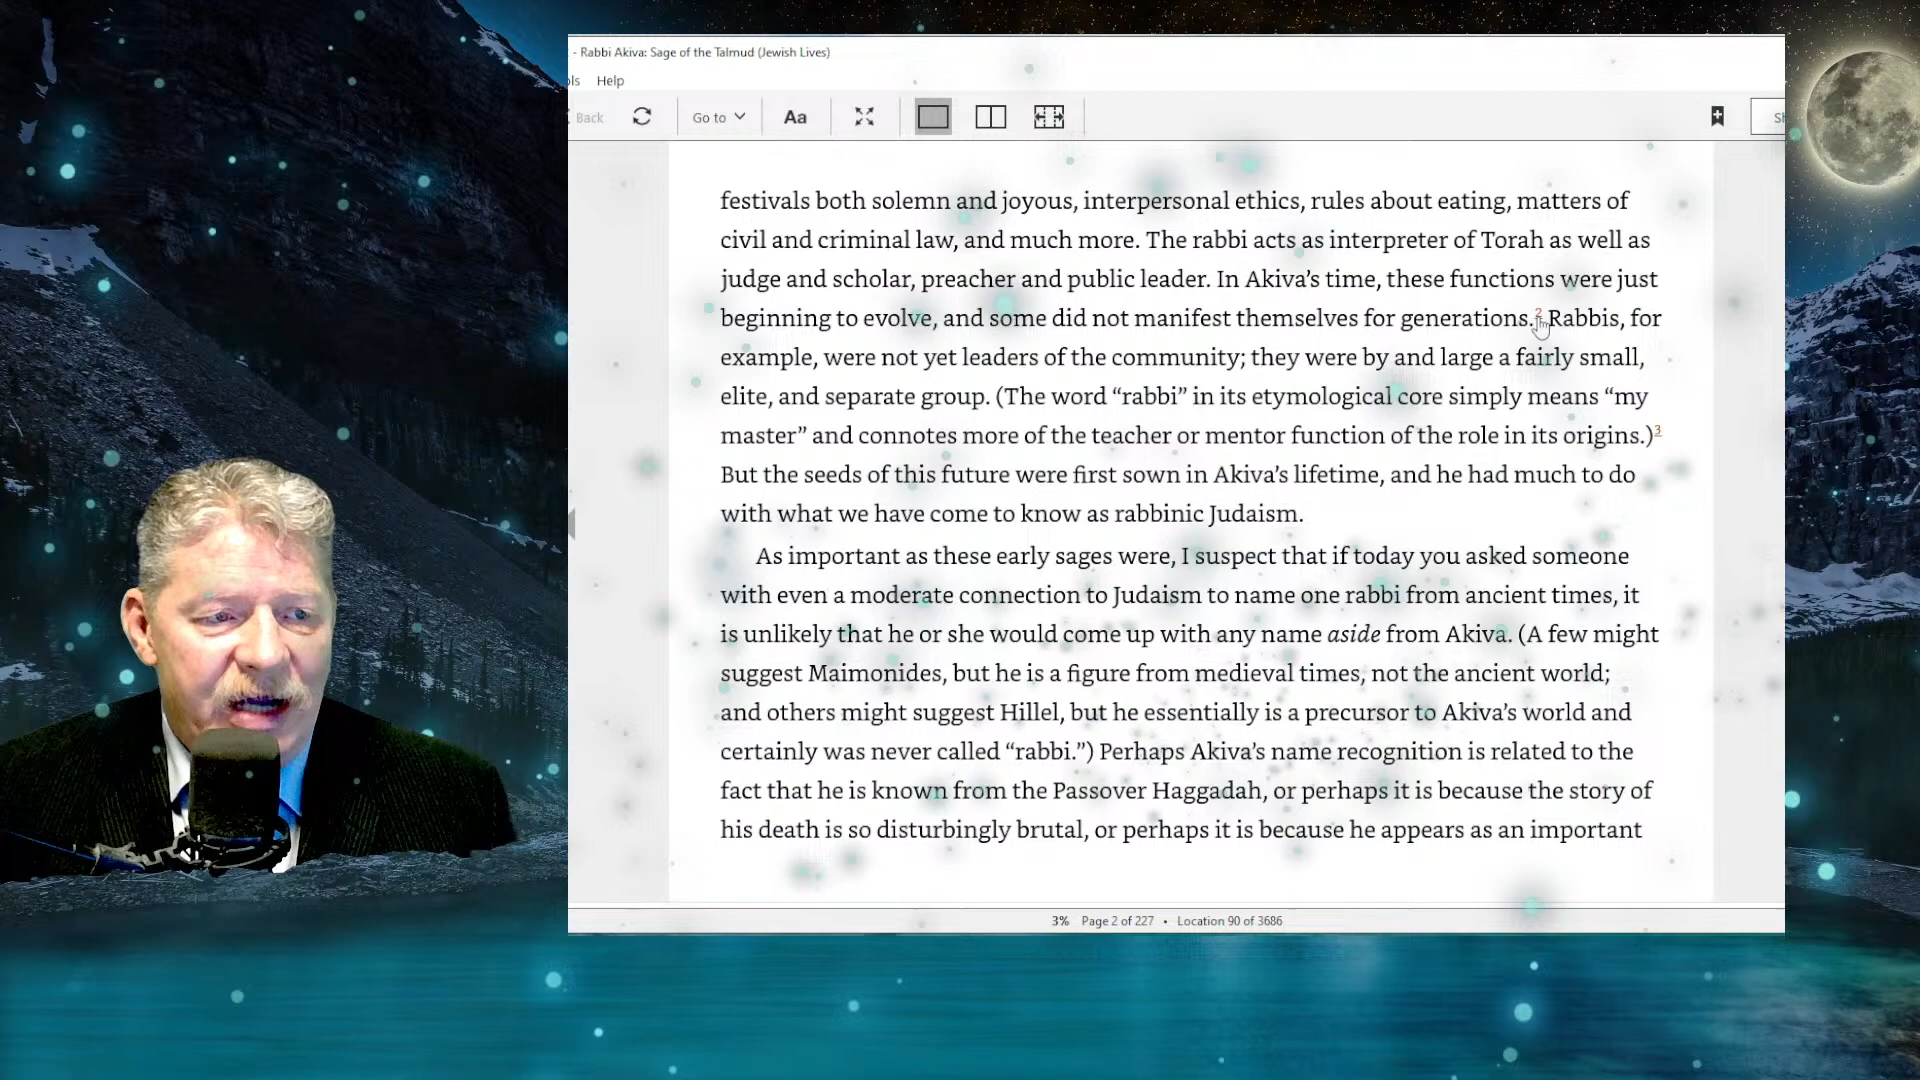 - Rabbi Akiva: Sage of the Talmud (Jewish Lives)
ols Help
Back Go to Aa
festivals both solemn and joyous, interpersonal ethics, rules about eating, matters of
civil and criminal law, and much more. The rabbi acts as interpreter of Torah as well as
judge and scholar, preacher and public leader. In Akiva’s time, these functions were just
beginning to evolve, and some did not manifest themselves for generations.2 Rabbis, for
example, were not yet leaders of the community; they were by and large a fairly small,
elite, and separate group. (The word “rabbi” in its etymological core simply means “my
master” and connotes more of the teacher or mentor function of the role in its origins.)3
But the seeds of this future were first sown in Akiva’s lifetime, and he had much to do
with what we have come to know as rabbinic Judaism.
As important as these early sages were, I suspect that if today you asked someone
with even a moderate connection to Judaism to name one rabbi from ancient times, it
is unlikely that he or she would come up with any name aside from Akiva. (A few might
suggest Maimonides, but he is a figure from medieval times, not the ancient world;
and others might suggest Hillel, but he essentially is a precursor to Akiva’s world and
certainly was never called “rabbi.”) Perhaps Akiva’s name recognition is related to the
fact that he is known from the Passover Haggadah, or perhaps it is because the story of
his death is so disturbingly brutal, or perhaps it is because he appears as an important
3% Page 2 of 227 • Location 90 of 3686